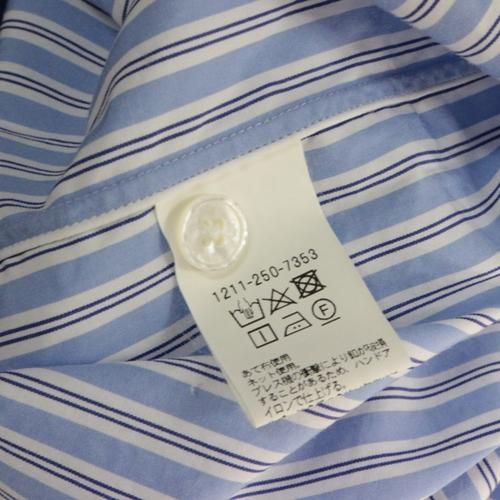 1211-250-7353
F
あて布使用
ネット使用
プレス機の衝撃により釦が破損
することがあるため、ハンドア
イロンで仕上げる。